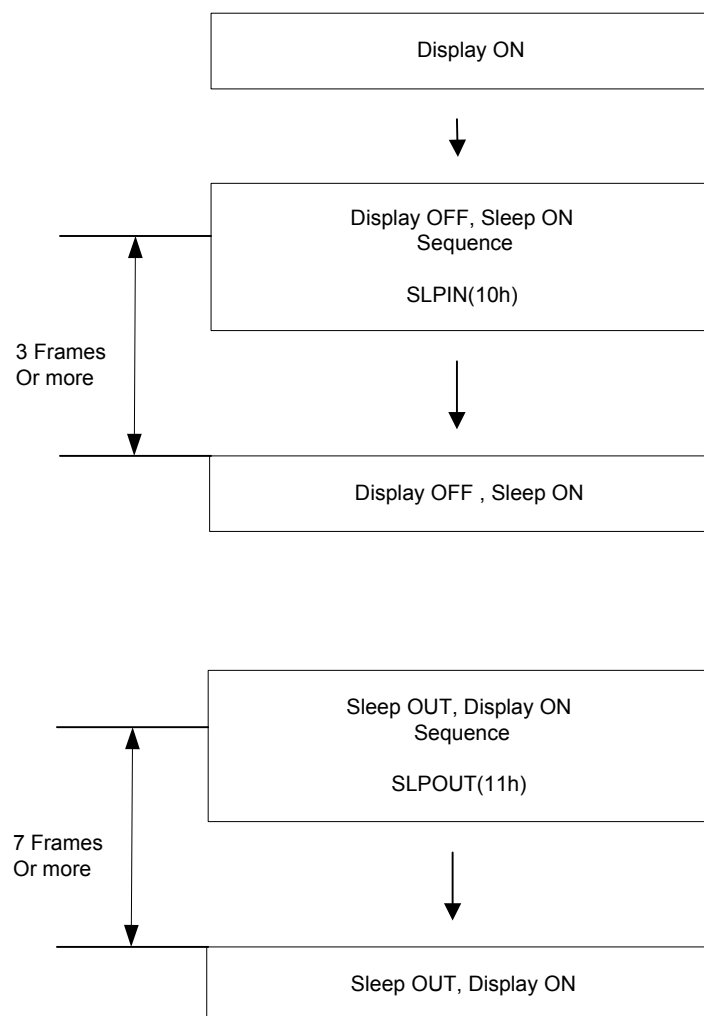 Display ON
Display OFF, Sleep ON
Sequence
SLPIN(10h)
3 Frames
Or more
Display OFF , Sleep ON
Sleep OUT, Display ON
Sequence
SLPOUT(11h)
7 Frames
Or more
Sleep OUT, Display ON